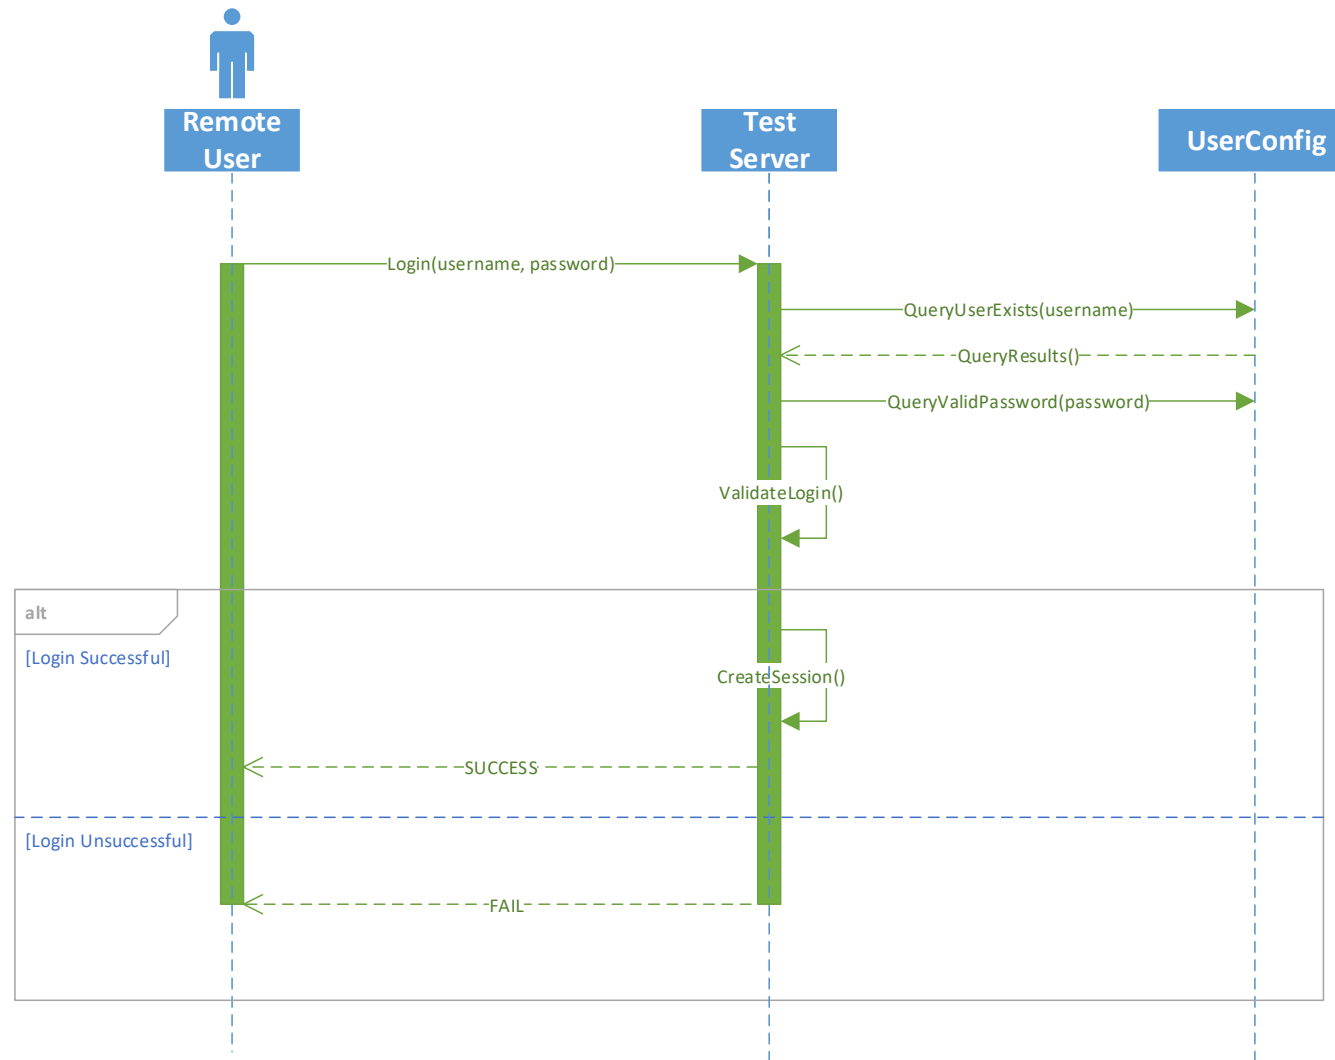 Remote
User
Test
Server
UserConfig
Login(username, password)
QueryUserExists(username)
QueryResults()
QueryValidPassword(password)
ValidateLogin()
alt
[Login Successful]
CreateSession()
SUCCESS
[Login Unsuccessful]
FAIL